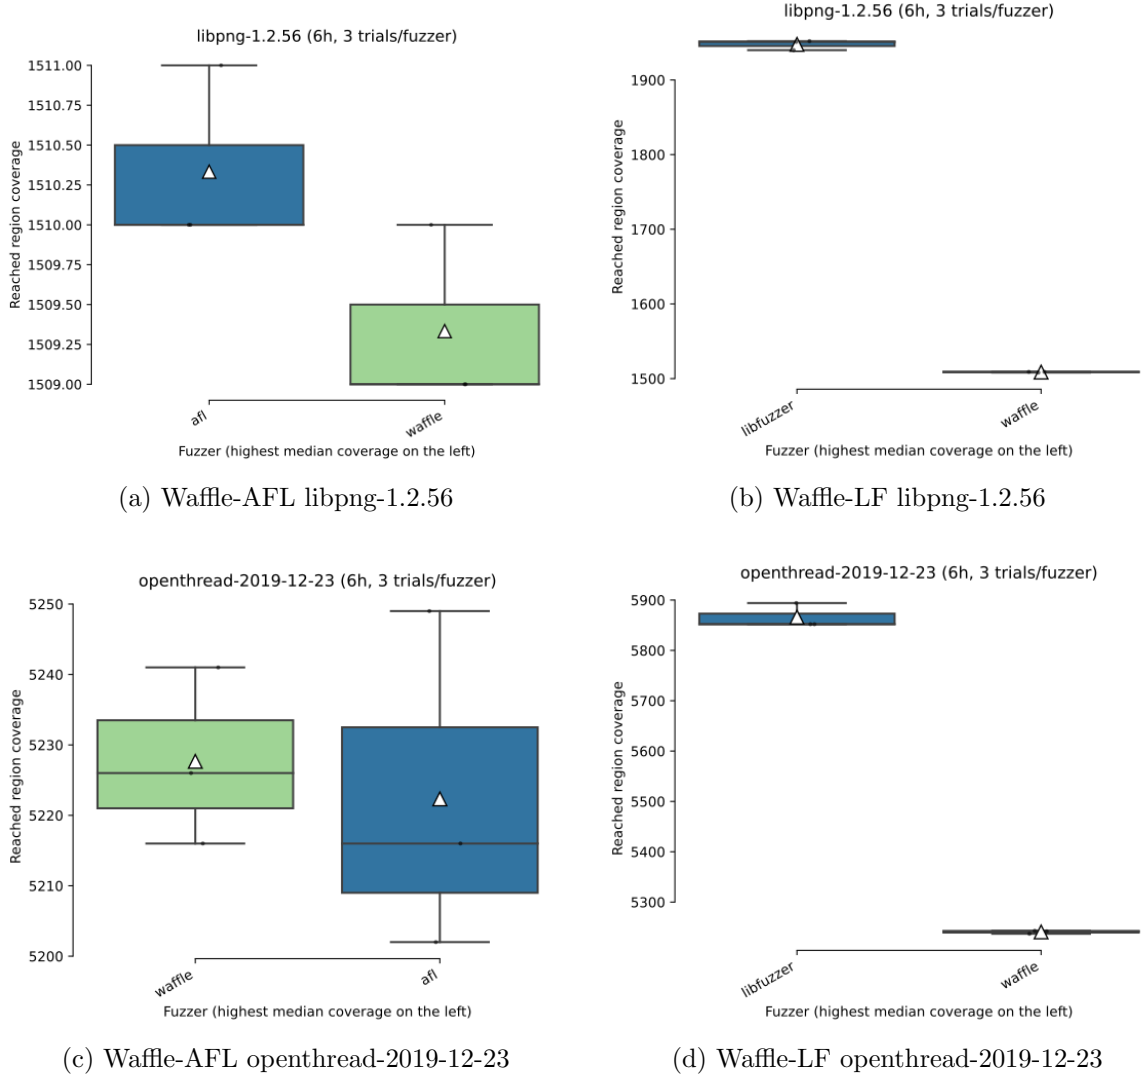 libpng-1.2.56 (6h, 3 trials/fuzzer)
Reached region coverage
1511.00
1510.75
1510.50
1510.25
1510.00
1509.75
1509.50
1509.25
1509.00
afl
waffle
Fuzzer (highest median coverage on the left)
(a) Waffle-AFL libpng-1.2.56
libpng-1.2.56 (6h, 3 trials/fuzzer)
Reached region coverage
1900
1800
1700
1600
1500
libfuzzer
waffle
Fuzzer (highest median coverage on the left)
(b) Waffle-LF libpng-1.2.56
openthread-2019-12-23 (6h, 3 trials/fuzzer)
Reached region coverage
5250
5240
5230
5220
5210
5200
waffle
afl
Fuzzer (highest median coverage on the left)
(c) Waffle-AFL openthread-2019-12-23
openthread-2019-12-23 (6h, 3 trials/fuzzer)
Reached region coverage
5900
5800
5700
5600
5500
5400
5300
libfuzzer
waffle
Fuzzer (highest median coverage on the left)
(d) Waffle-LF openthread-2019-12-23